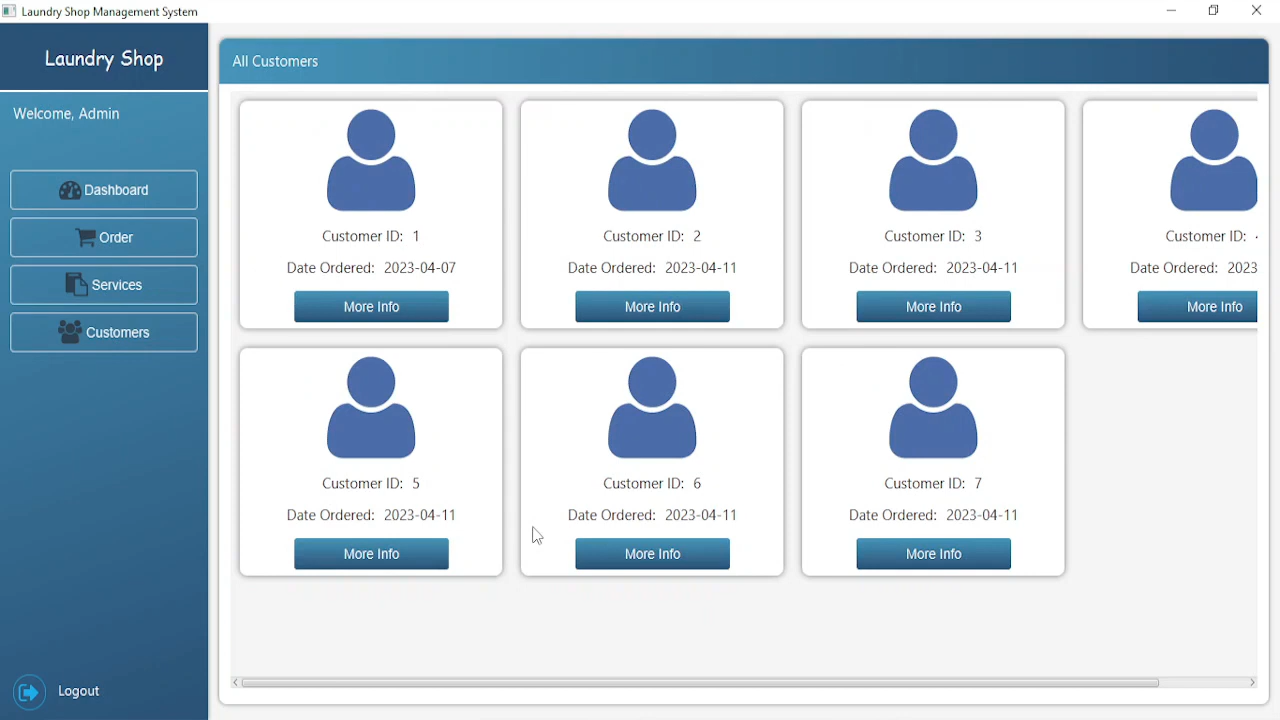 Laundry Shop Management System
Laundry Shop
Welcome, Admin
Dashboard
Order
Services
Customers
Logout
All Customers
Customer ID: 1
Date Ordered: 2023-04-07
More Info
Customer ID: 2
Date Ordered: 2023-04-11
More Info
Customer ID: 3
Date Ordered: 2023-04-11
More Info
Customer ID:
Date Ordered: 2023
More Info
Customer ID: 5
Date Ordered: 2023-04-11
More Info
Customer ID: 6
Date Ordered: 2023-04-11
More Info
Customer ID: 7
Date Ordered: 2023-04-11
More Info